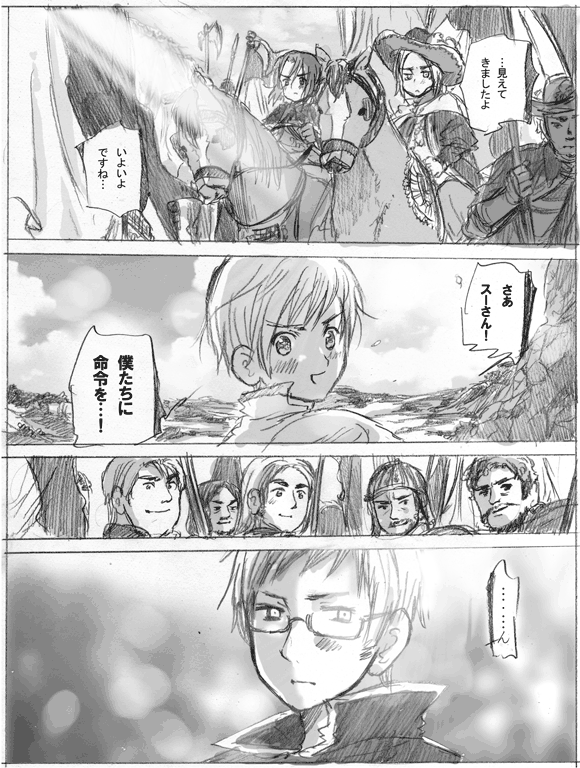 …見えて
きましたよ
いよいよ
ですね…
さあ
スーさん！
僕たちに
命令を…！
………ん